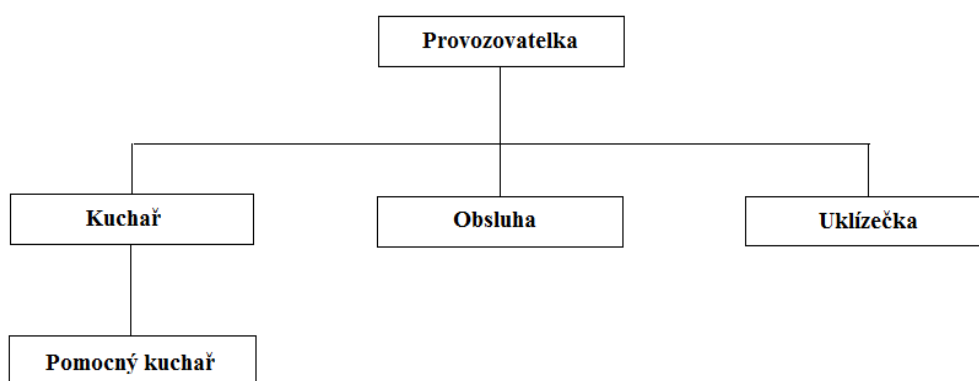 Provozovatelka
Kuchař
Obsluha
Uklízečka
Pomocný kuchař